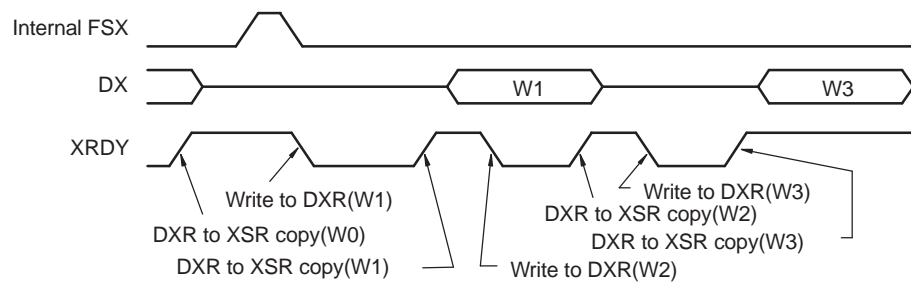 Internal FSX
DX
W1
W3
XRDY
Write to DXR(W1)
Write to DXR(W3)
DXR to XSR copy(W2)
DXR to XSR copy(W0)
DXR to XSR copy(W3)
DXR to XSR copy(W1)
Write to DXR(W2)